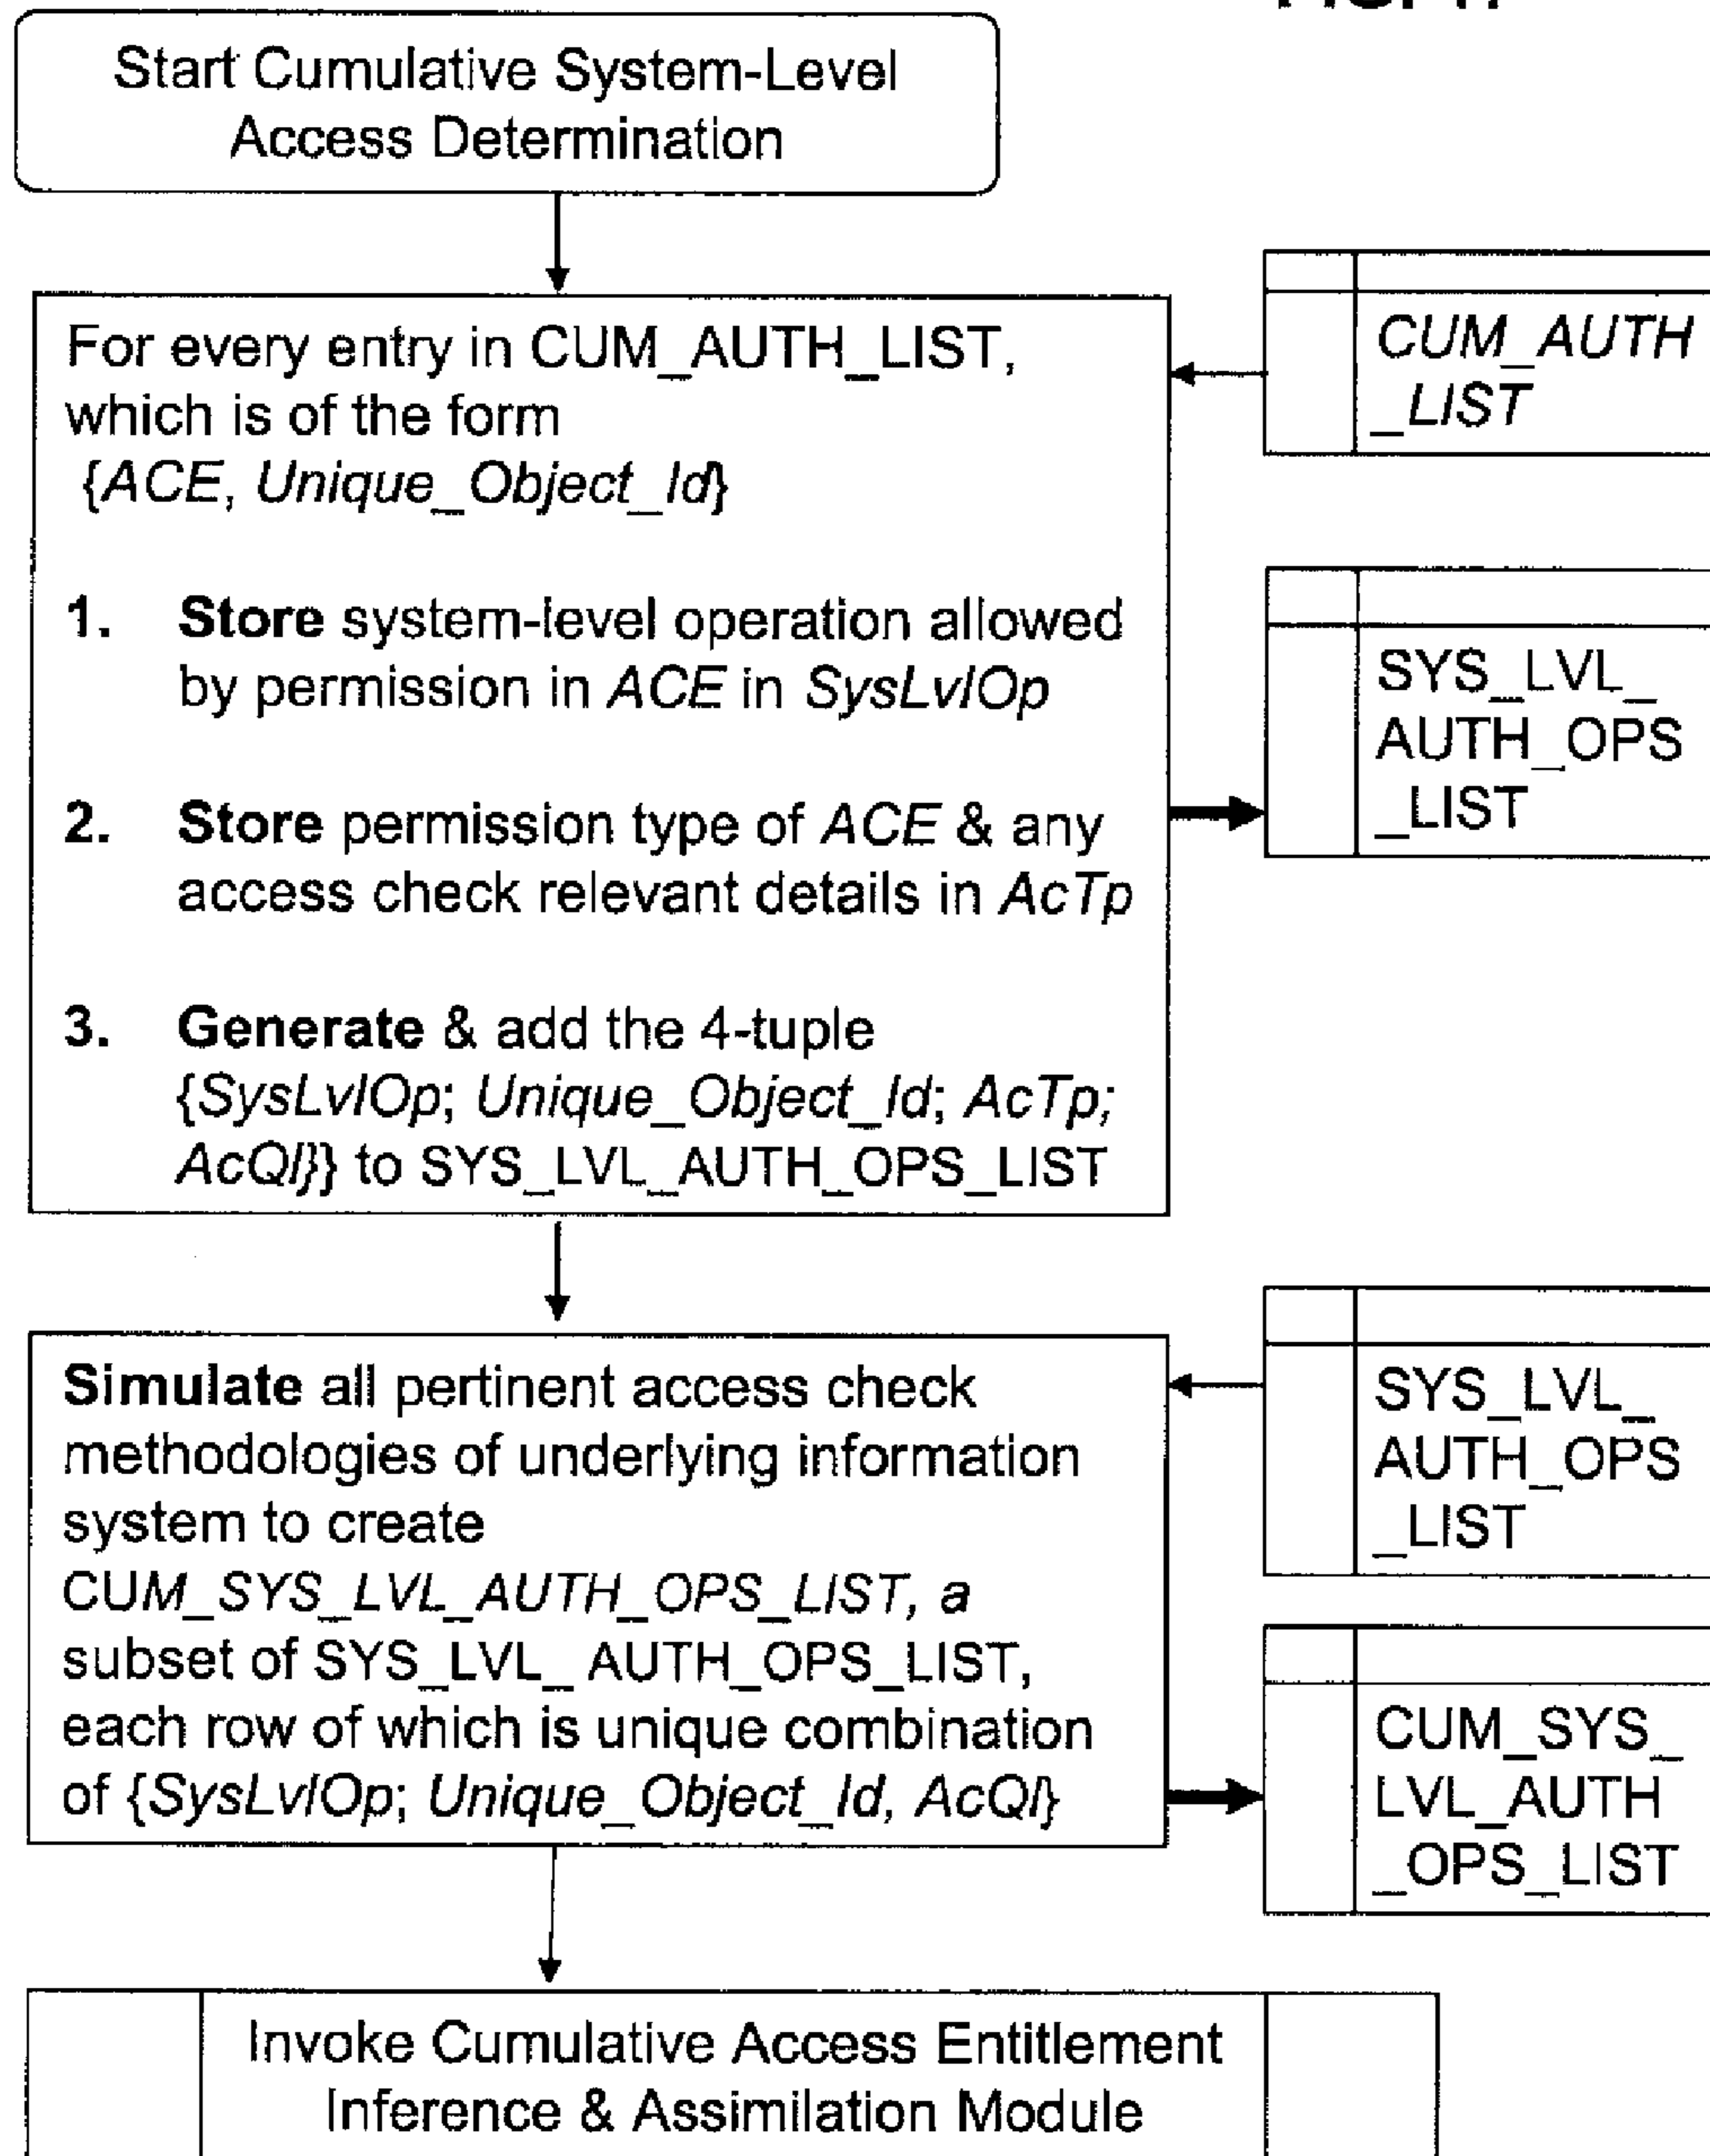 Start Cumulative System-Level
Access Determination
For every entry in CUM_AUTH_LIST,
which is of the form
{ACE, Unique_Object_Id}
1. Store system-level operation allowed
by permission in ACE in SysLvlOp
2. Store permission type of ACE & any
access check relevant details in AcTp
3. Generate & add the 4-tuple
{SysLvlOp; Unique_Object_Id; AcTp;
AcQl}} to SYS_LVL_AUTH_OPS_LIST
CUM_AUTH
_LIST
SYS_LVL_
AUTH_OPS
_LIST
Simulate all pertinent access check
methodologies of underlying information
system to create
CUM_SYS_LVL_AUTH_OPS_LIST, a
subset of SYS_LVL_ AUTH_OPS_LIST,
each row of which is unique combination
of {SysLvlOp; Unique_Object_Id, AcQl}
SYS_LVL_
AUTH_OPS
_LIST
CUM_SYS_
LVL_AUTH
_OPS_LIST
Invoke Cumulative Access Entitlement
Inference & Assimilation Module